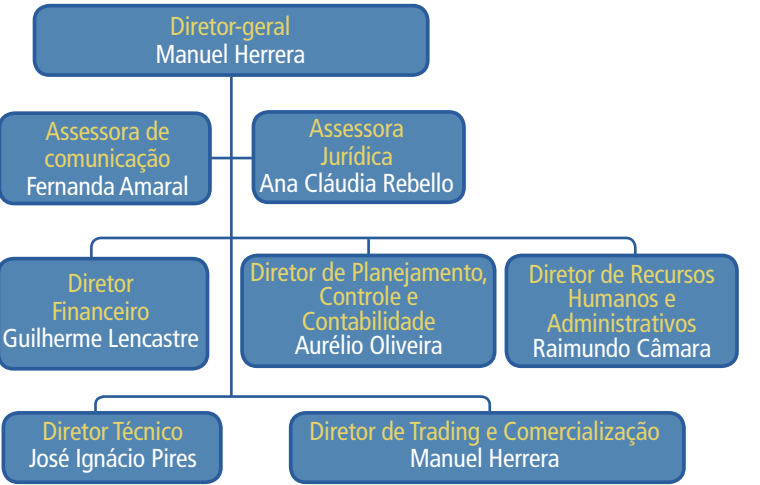 Diretor-geral
Manuel Herrera
Assessora de
comunicação
Fernanda Amaral
Assessora
Jurídica
Ana Cláudia Rebello
Diretor
Financeiro
Guilherme Lencastre
Diretor de Planejamento,
Controle e
Contabilidade
Aurélio Oliveira
Diretor de Recursos
Humanos e
Administrativos
Raimundo Câmara
Diretor Técnico
José Ignácio Pires
Diretor de Trading e Comercialização
Manuel Herrera